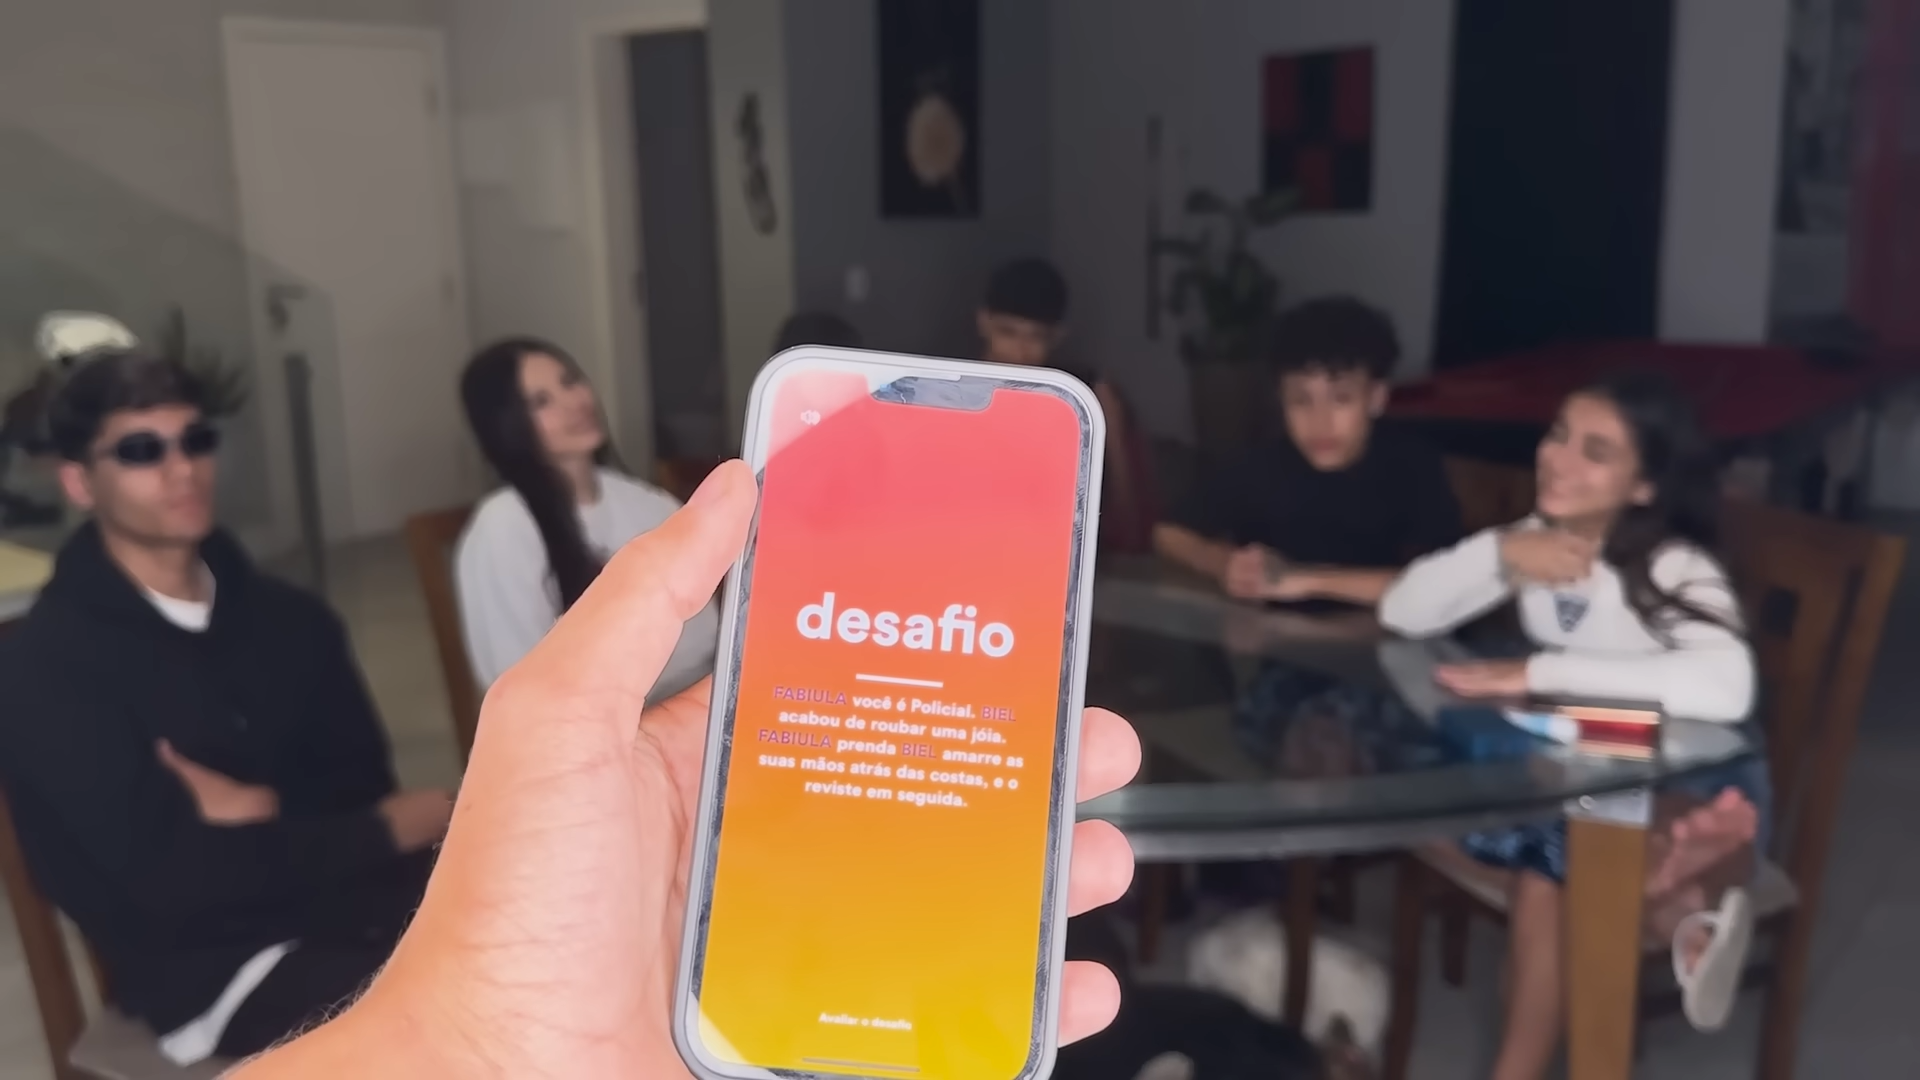 desafio
FABIULA você é Policial. BIEL
acabou de roubar uma jóia.
FABIULA prenda BIEL amarre as
suas mãos atrás das costas, e o
reviste em seguida.
Avaliar o desafio